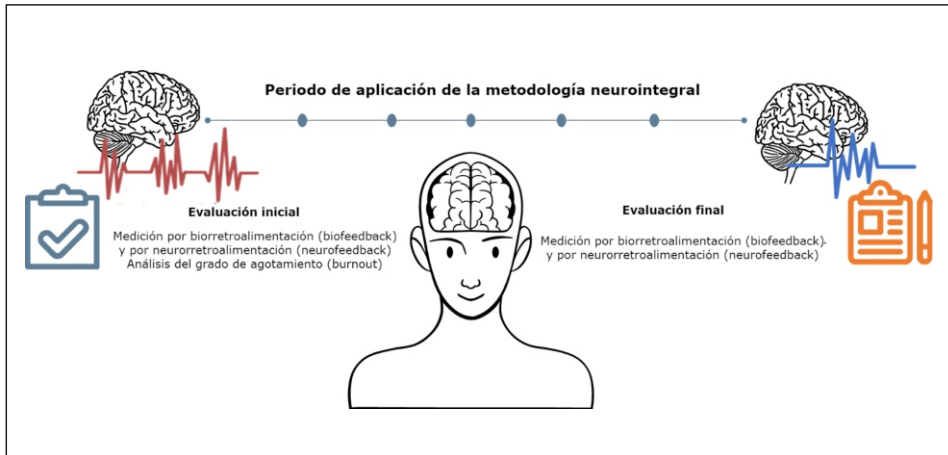 Periodo de aplicación de la metodología neurointegral
Evaluación inicial
Medición por biorretroalimentación (biofeedback)
y por neurorretroalimentación (neurofeedback)
Análisis del grado de agotamiento (burnout)
Evaluación final
Medición por biorretroalimentación (biofeedback).
y por neurorretroalimentación (neurofeedback)